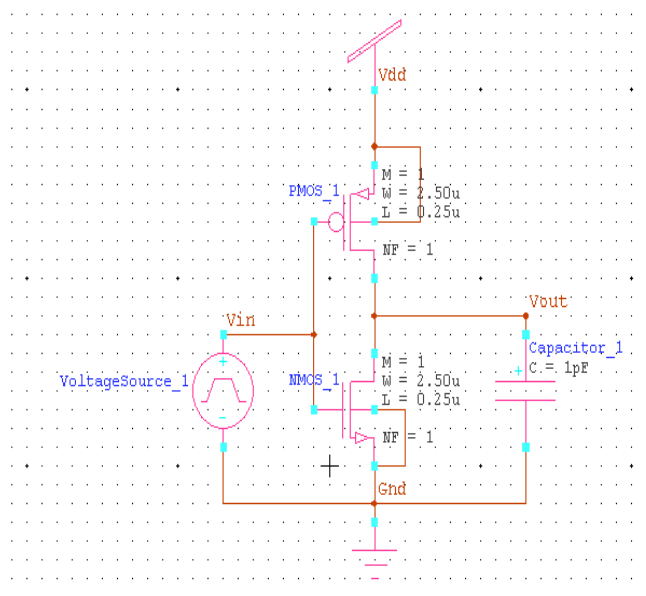 Vdd
PMOS_1
M = 1
W = 2.50u
L = 0.25u
NF = 1
Vin
Vout
VoltageSource_1
NMOS_1
M = 1
W = 2.50u
L = 0.25u
NF = 1
Capacitor_1
C = 1pF
Gnd